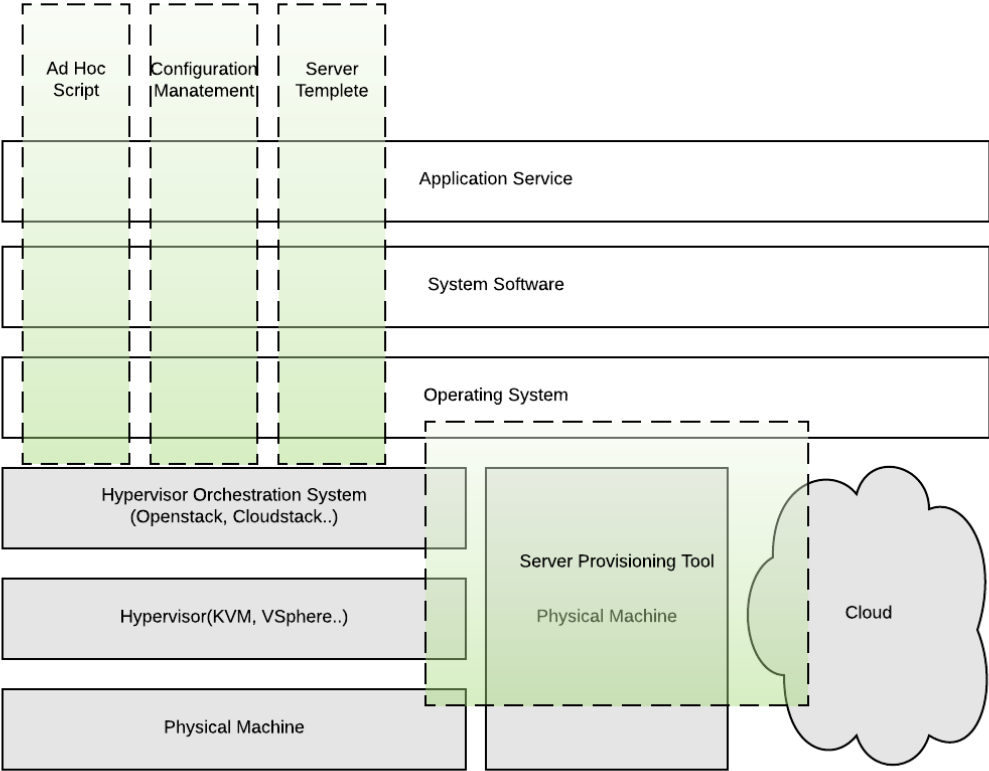 Ad Hoc
Script
Configuration
Manatement
Server
Templete
Application Service
System Software
Operating System
Hypervisor Orchestration System
(Openstack, Cloudstack..)
Server Provisioning Tool
Hypervisor(KVM, VSphere..)
Physical Machine
Cloud
Physical Machine